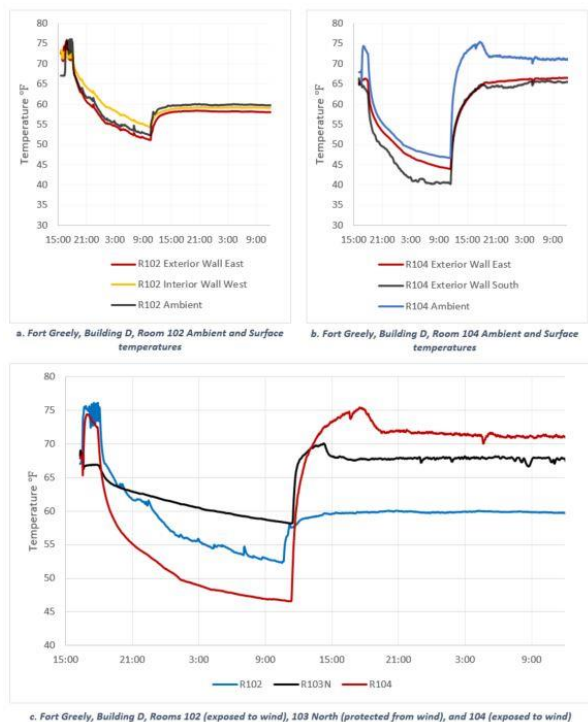 80
75
70
65
60
55
50
45
40
35
30
Temperature °F
15:00 21:00 3:00 9:00 15:00 21:00 3:00 9:00
R102 Exterior Wall East
R102 Interior Wall West
R102 Ambient
a. Fort Greely, Building D, Room 102 Ambient and Surface
temperatures
80
75
70
65
60
55
50
45
40
35
30
Temperature °F
15:00 21:00 3:00 9:00 15:00 21:00 3:00 9:00
R104 Exterior Wall East
R104 Exterior Wall South
R104 Ambient
b. Fort Greely, Building D, Room 104 Ambient and Surface
temperatures
80
75
70
65
60
55
50
45
40
Temperature °F
15:00 21:00 3:00 9:00 15:00 21:00 3:00 9:00
R102 R103N R104
c. Fort Greely, Building D, Rooms 102 (exposed to wind), 103 North (protected from wind), and 104 (exposed to wind)